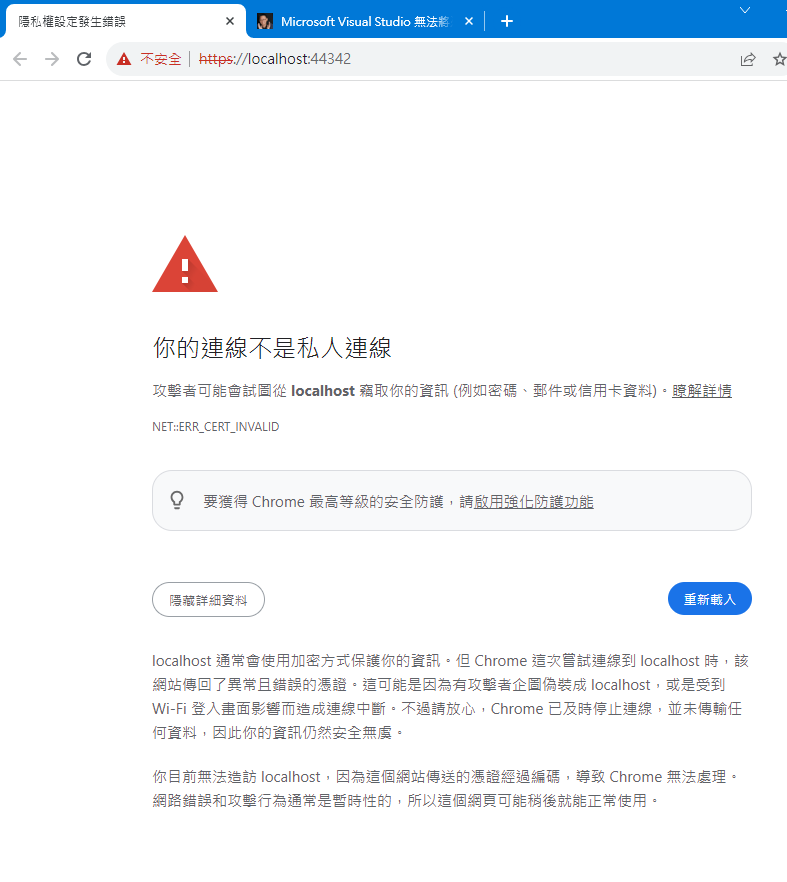 隱私權設定發生錯誤
Microsoft Visual Studio 無法將
不安全 https://localhost:44342
你的連線不是私人連線
攻擊者可能會試圖從 localhost 竊取你的資訊 (例如密碼、郵件或信用卡資料)。瞭解詳情
NET::ERR_CERT_INVALID
要獲得 Chrome 最高等級的安全防護，請啟用強化防護功能
隱藏詳細資料
重新載入
localhost 通常會使用加密方式保護你的資訊。但 Chrome 這次嘗試連線到 localhost 時，該
網站傳回了異常且錯誤的憑證。這可能是因為有攻擊者企圖偽裝成 localhost，或是受到
Wi-Fi 登入畫面影響而造成連線中斷。不過請放心，Chrome 已及時停止連線，並未傳輸任
何資料，因此你的資訊仍然安全無虞。
你目前無法造訪 localhost，因為這個網站傳送的憑證經過編碼，導致 Chrome 無法處理。
網路錯誤和攻擊行為通常是暫時性的，所以這個網頁可能稍後就能正常使用。